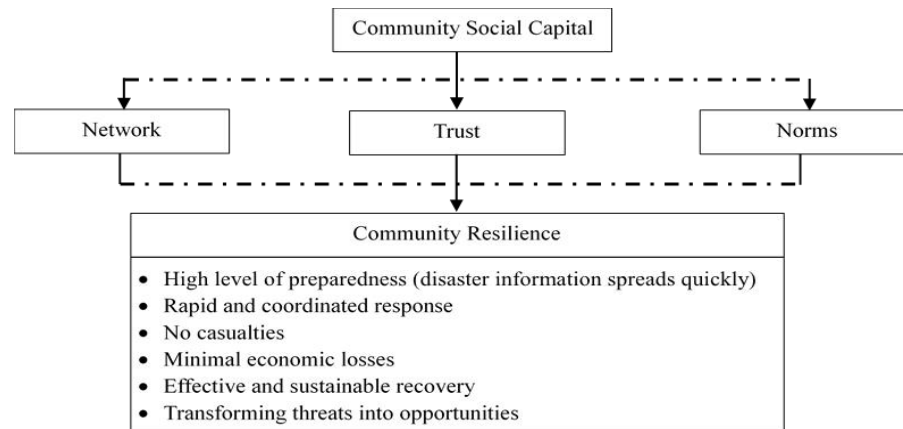 Community Social Capital
Network
Trust
Norms
Community Resilience
• High level of preparedness (disaster information spreads quickly)
• Rapid and coordinated response
• No casualties
• Minimal economic losses
• Effective and sustainable recovery
• Transforming threats into opportunities